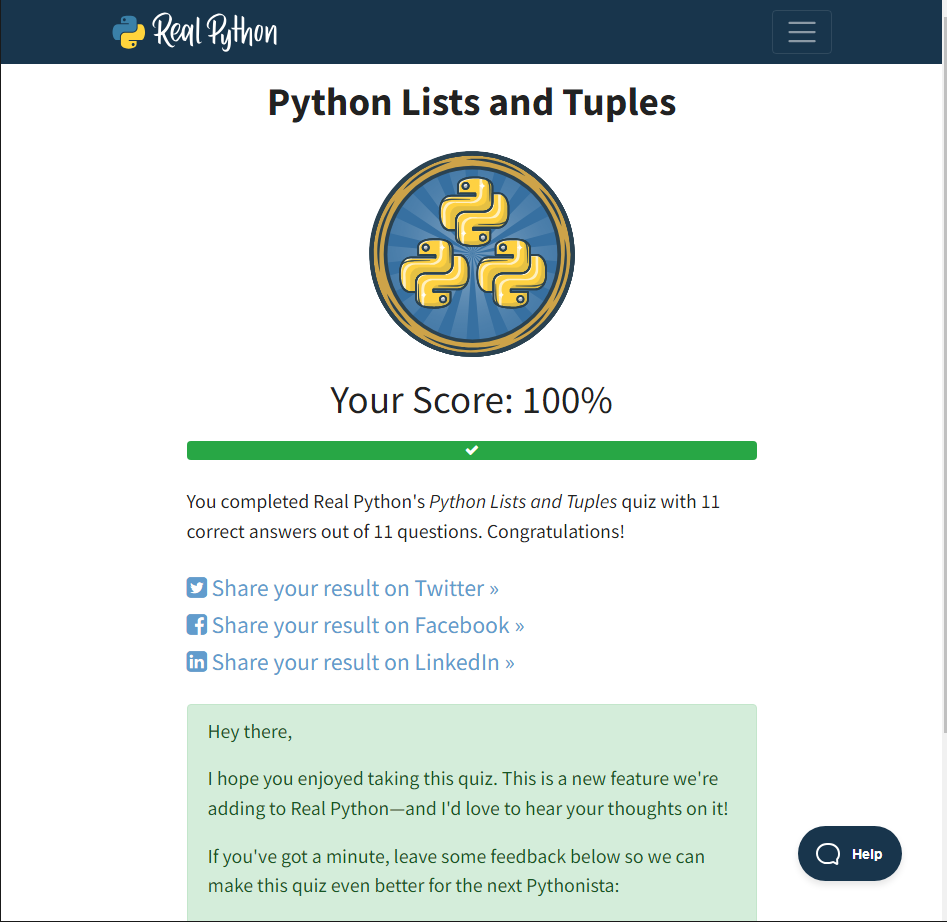 Real Python
Python Lists and Tuples
Your Score: 100%
You completed Real Python's Python Lists and Tuples quiz with 11
correct answers out of 11 questions. Congratulations!
Share your result on Twitter »
Share your result on Facebook »
Share your result on LinkedIn »
Hey there,
I hope you enjoyed taking this quiz. This is a new feature we're
adding to Real Python—and I'd love to hear your thoughts on it!
If you've got a minute, leave some feedback below so we can
make this quiz even better for the next Pythonista:
Help